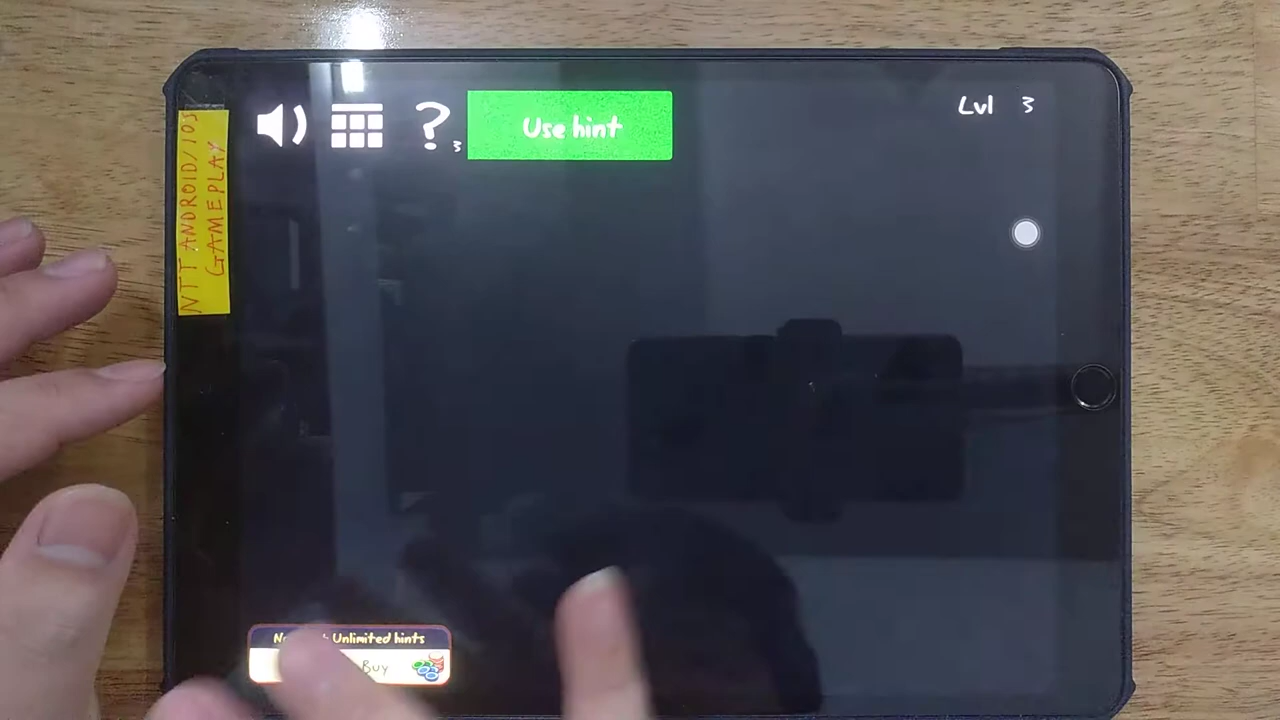 NTT ANDROID/IOS
GAMEPLAY
?
3
Use hint
Lvl 3
Unlimited hints
Buy